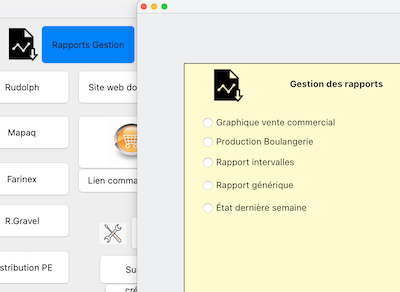 Rapports Gestion
Rudolph
Site web do
Mapaq
Farinex
Lien comma
R.Gravel
stribution PE
Su
cré
Gestion des rapports
Graphique vente commercial
Production Boulangerie
Rapport intervalles
Rapport générique
État dernière semaine